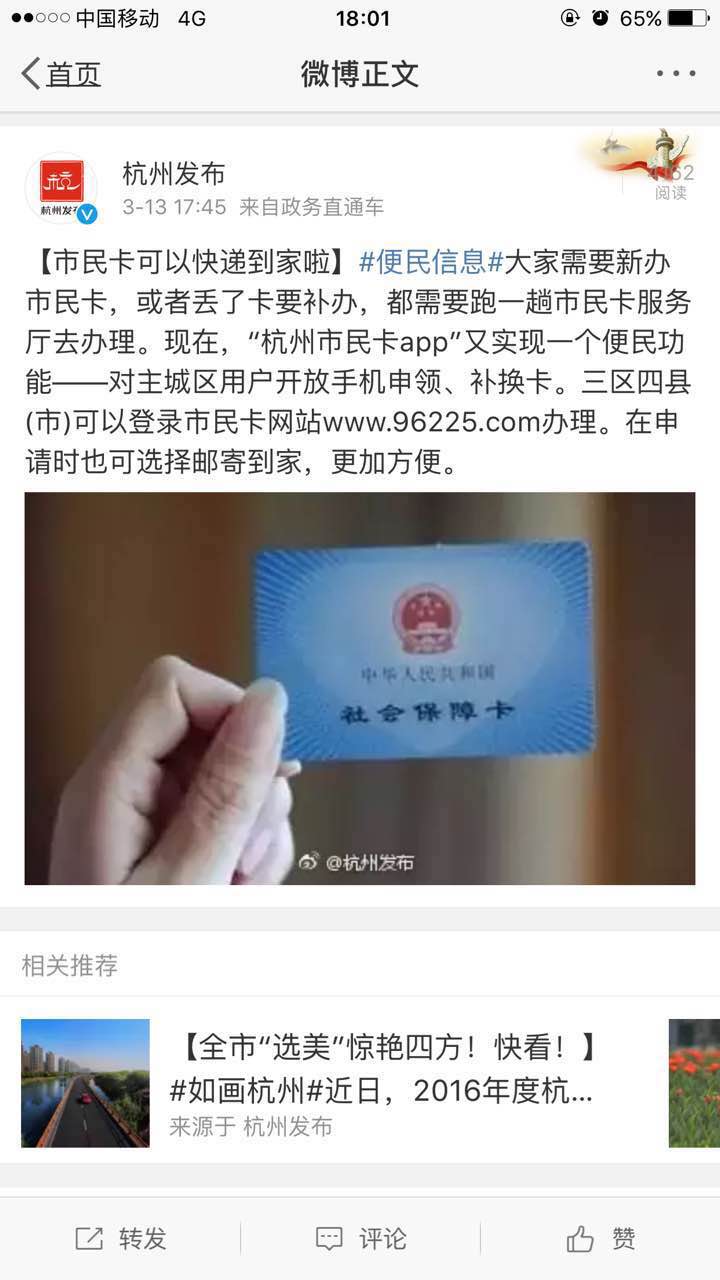 中国移动 4G 18:01 65%
首页 微博正文
杭州发布
3-13 17:45 来自政务直通车
阅读
杭州发布
【市民卡可以快递到家啦】#便民信息#大家需要新办
市民卡，或者丢了卡要补办，都需要跑一趟市民卡服务
厅去办理。现在，“杭州市民卡app”又实现一个便民功
能——对主城区用户开放手机申领、补换卡。三区四县
(市)可以登录市民卡网站www.96225.com办理。在申
请时也可选择邮寄到家，更加方便。
中华人民共和国
社会保障卡
@杭州发布
相关推荐
【全市“选美”惊艳四方！快看！】
#如画杭州#近日，2016年度杭...
来源于 杭州发布
转发 评论 赞